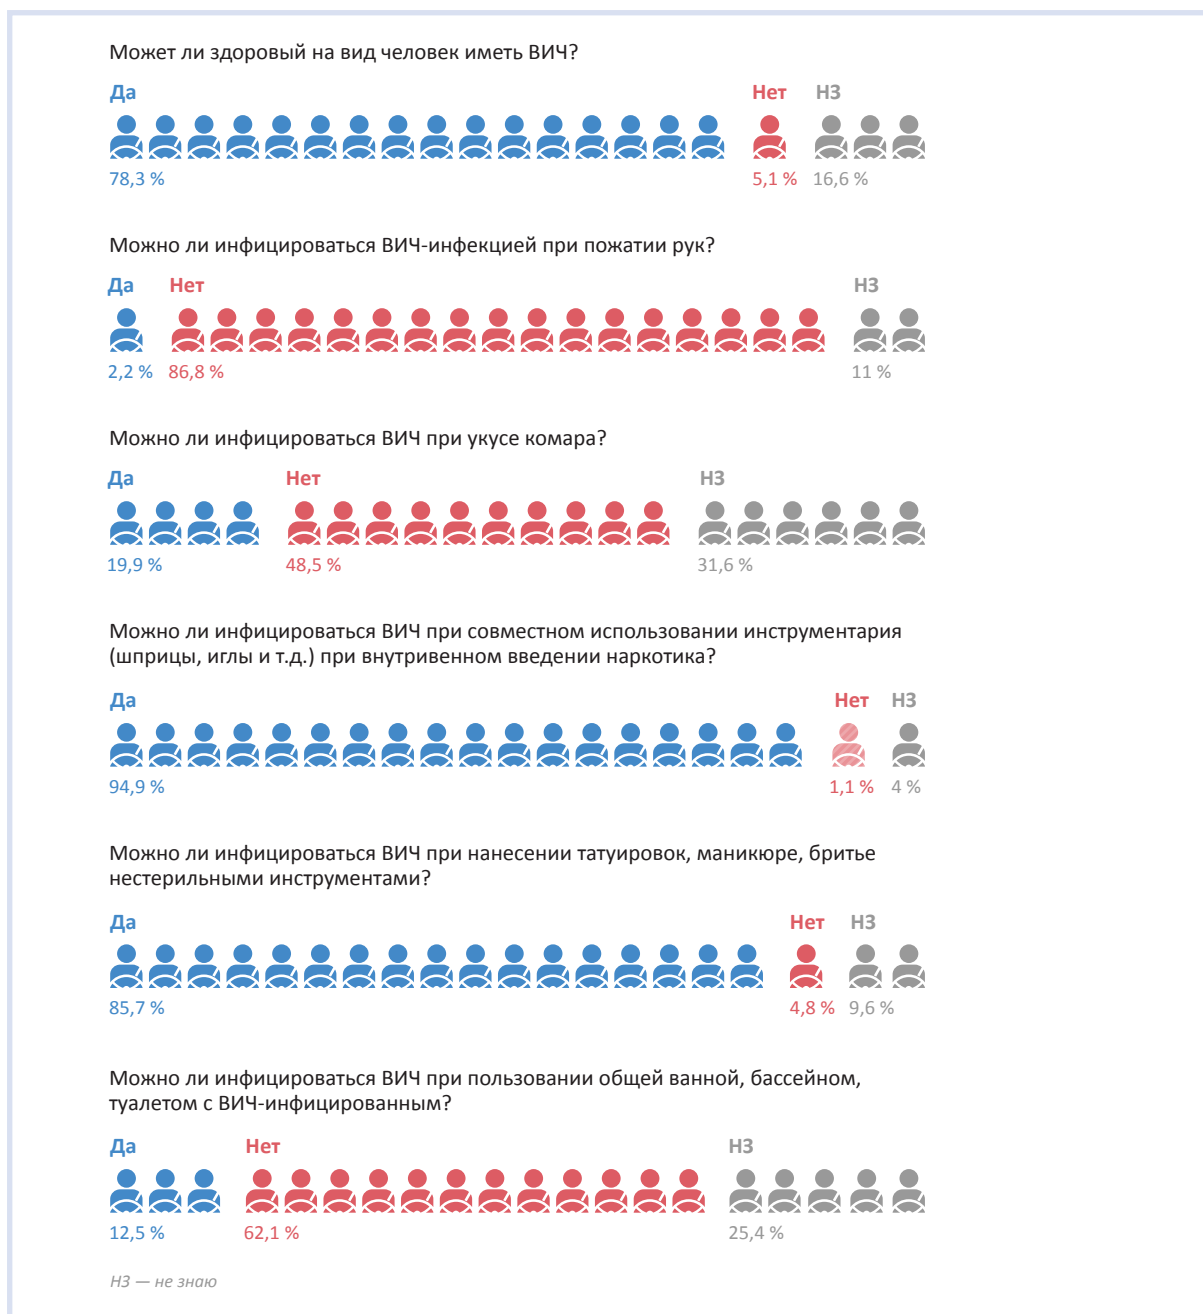 Может ли здоровый на вид человек иметь ВИЧ?
Да Нет НЗ
78,3 % 5,1 % 16,6 %
Можно ли инфицироваться ВИЧ-инфекцией при пожатии рук?
Да Нет НЗ
2,2 % 86,8 % 11 %
Можно ли инфицироваться ВИЧ при укусе комара?
Да Нет НЗ
19,9 % 48,5 % 31,6 %
Можно ли инфицироваться ВИЧ при совместном использовании инструментария
(шприцы, иглы и т.д.) при внутривенном введении наркотика?
Да Нет НЗ
94,9 % 1,1 % 4 %
Можно ли инфицироваться ВИЧ при нанесении татуировок, маникюре, бритье
нестерильными инструментами?
Да Нет НЗ
85,7 % 4,8 % 9,6 %
Можно ли инфицироваться ВИЧ при пользовании общей ванной, бассейном,
туалетом с ВИЧ-инфицированным?
Да Нет НЗ
12,5 % 62,1 % 25,4 %
НЗ — не знаю